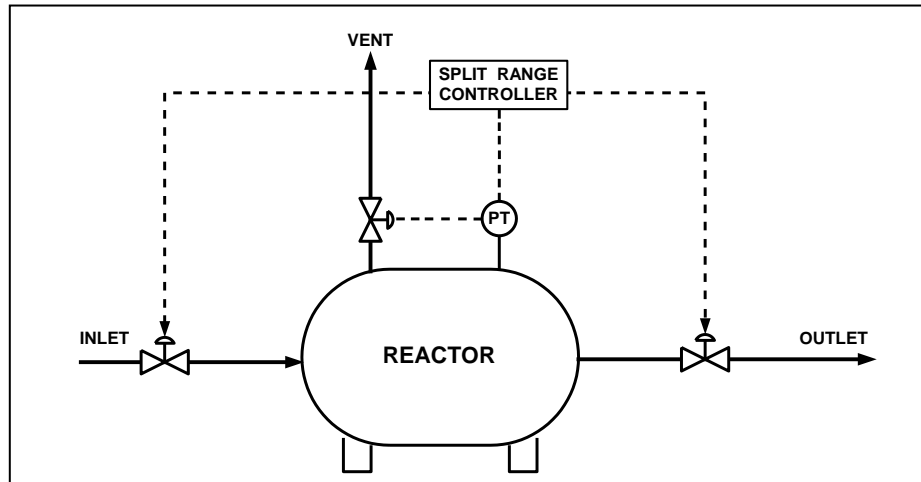 VENT
SPLIT RANGE
CONTROLLER
PT
INLET
REACTOR
OUTLET